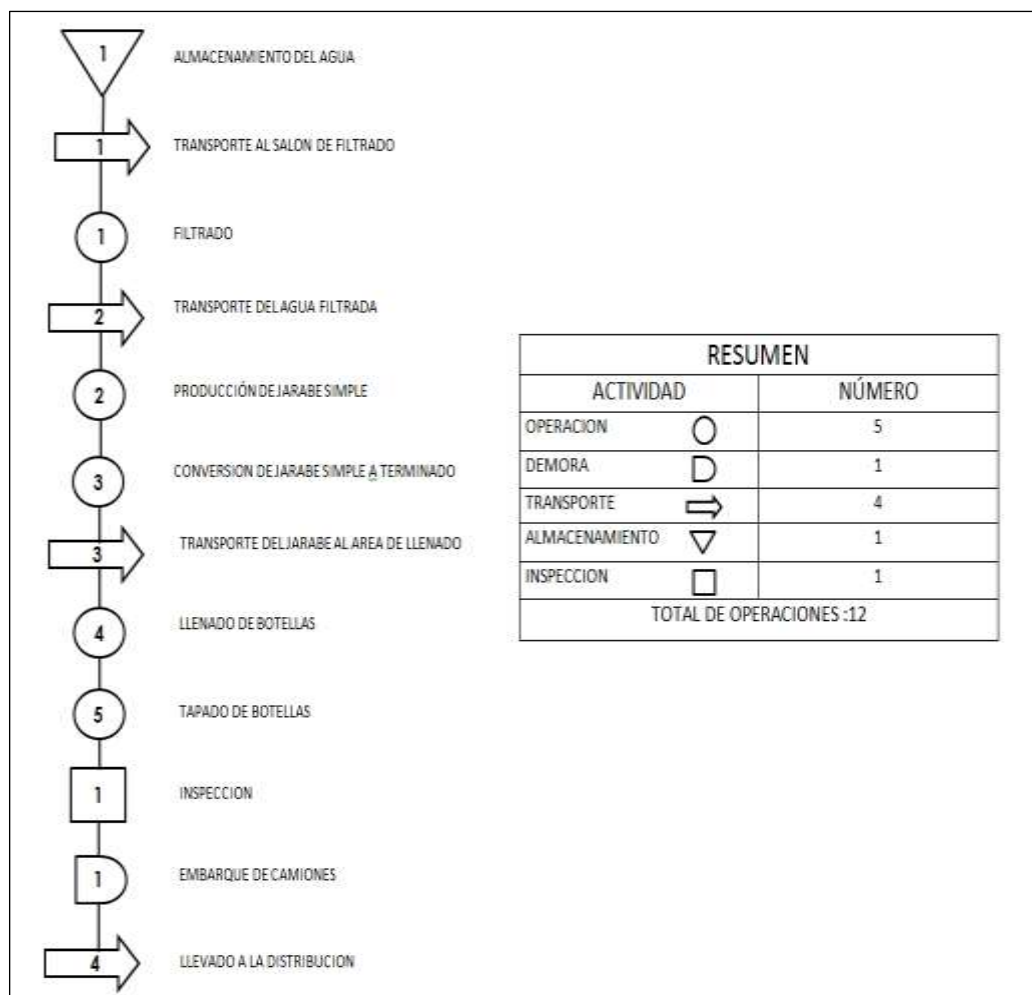 1 ALMACENAMIENTO DEL AGUA
1 TRANSPORTE AL SALON DE FILTRADO
1 FILTRADO
2 TRANSPORTE DEL AGUA FILTRADA
2 PRODUCCIÓN DE JARABE SIMPLE
3 CONVERSION DE JARABE SIMPLE A TERMINADO
3 TRANSPORTE DEL JARABE AL AREA DE LLENADO
4 LLENADO DE BOTELLAS
5 TAPADO DE BOTELLAS
1 INSPECCION
1 EMBARQUE DE CAMIONES
4 LLEVADO A LA DISTRIBUCION
RESUMEN
ACTIVIDAD NÚMERO
OPERACION 5
DEMORA 1
TRANSPORTE 4
ALMACENAMIENTO 1
INSPECCION 1
TOTAL DE OPERACIONES :12